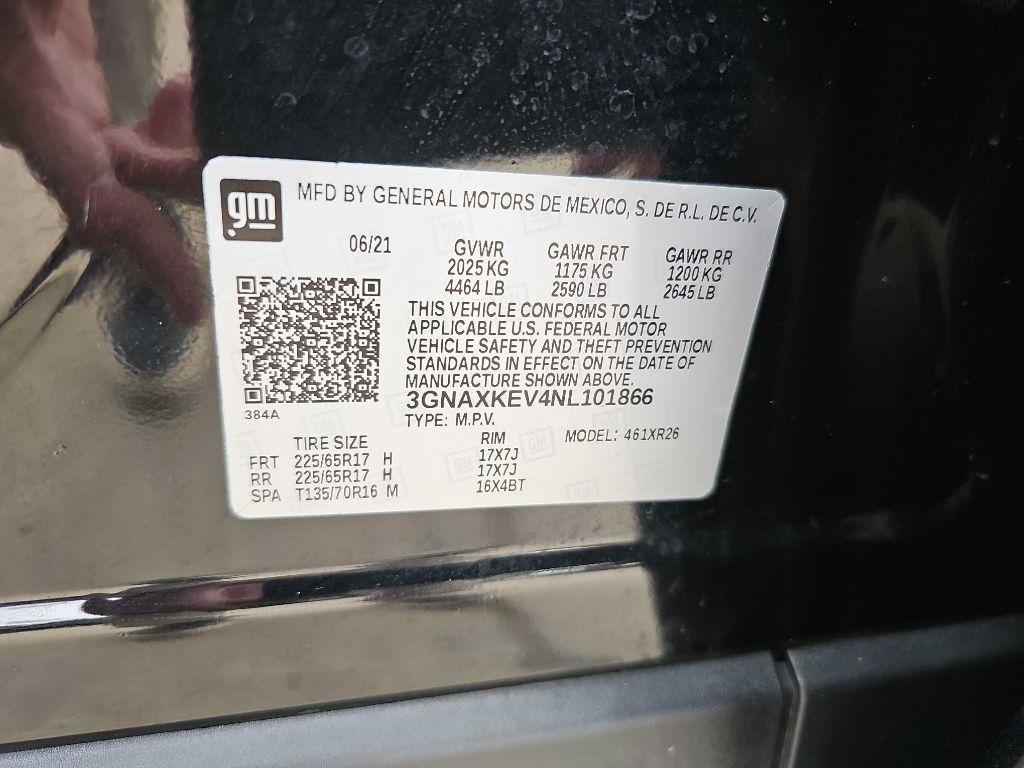 gm
MFD BY GENERAL MOTORS DE MEXICO, S. DE R.L. DE C.V.
06/21 GVWR GAWR FRT GAWR RR
2025 KG 1175 KG 1200 KG
4464 LB 2590 LB 2645 LB
THIS VEHICLE CONFORMS TO ALL
APPLICABLE U.S. FEDERAL MOTOR
VEHICLE SAFETY AND THEFT PREVENTION
STANDARDS IN EFFECT ON THE DATE OF
MANUFACTURE SHOWN ABOVE.
3GNAXKEV4NL101866
384A
TYPE: M.P.V.
MODEL: 461XR26
TIRE SIZE RIM
FRT 225/65R17 H 17X7J
RR 225/65R17 H 17X7J
SPA T135/70R16 M 16X4BT